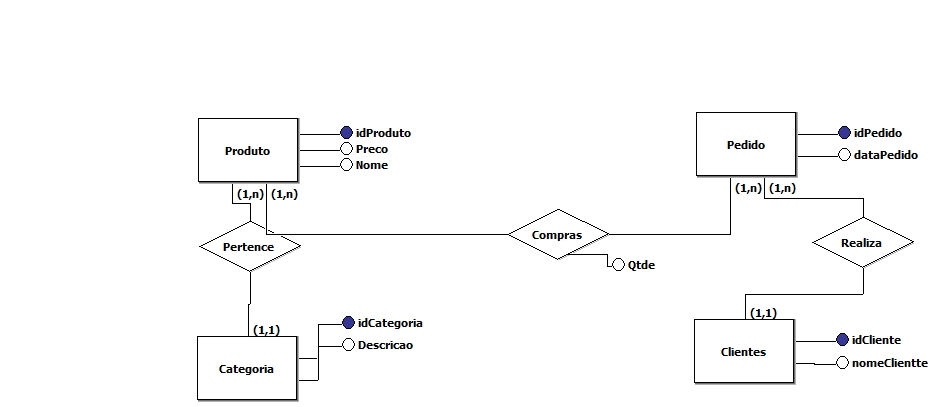 Produto
idProduto
Preco
Nome
Pedido
idPedido
dataPedido
(1,n)
(1,n)
(1,n)
(1,n)
Pertence
Compras
Qtde
Realiza
(1,1)
(1,1)
Categoria
idCategoria
Descricao
Clientes
idCliente
nomeClientte